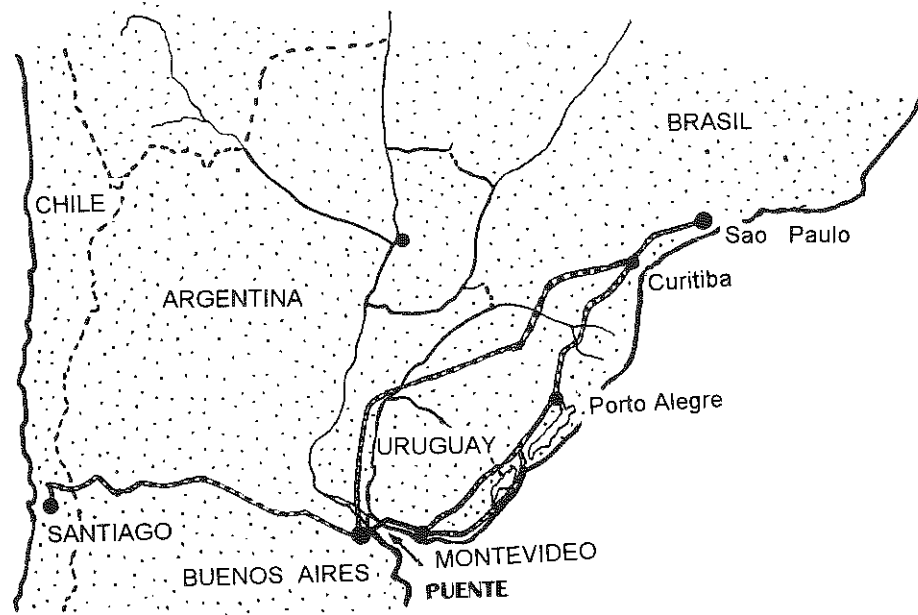 BRASIL
CHILE
Sao Paulo
Curitiba
ARGENTINA
Porto Alegre
URUGUAY
SANTIAGO
MONTEVIDEO
BUENOS AIRES
PUENTE